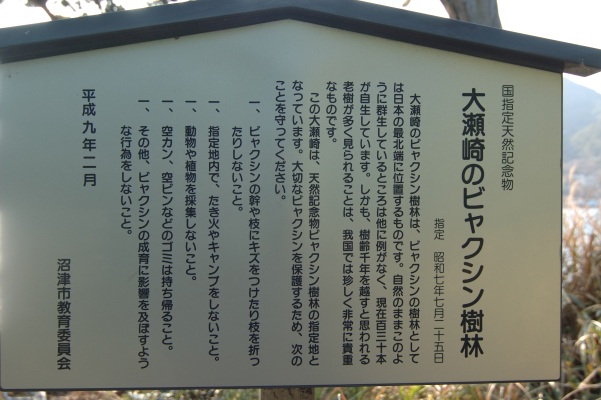 国指定天然記念物
大瀬崎のビャクシン樹林
指定 昭和七年七月二十五日
大瀬崎のビャクシン樹林は、ビャクシンの樹林として
は日本の最北端に位置するものです。自然のままこのよ
うに群生しているところは他に例がなく、現在百三十本
が自生しています。しかも、樹齢千年を越すと思われる
老樹が多く見られることは、我国では珍しく非常に貴重
なものです。
この大瀬崎は、天然記念物ビャクシン樹林の指定地と
なっています。大切なビャクシンを保護するため、次の
ことを守ってください。
一、ビャクシンの幹や枝にキズをつけたり枝を折っ
たりしないこと。
一、指定地内で、たき火やキャンプをしないこと。
一、動物や植物を採集しないこと。
一、空カン、空ビンなどのゴミは持ち帰ること。
一、その他、ビャクシンの成育に影響を及ぼすよう
な行為をしないこと。
平成九年二月
沼津市教育委員会